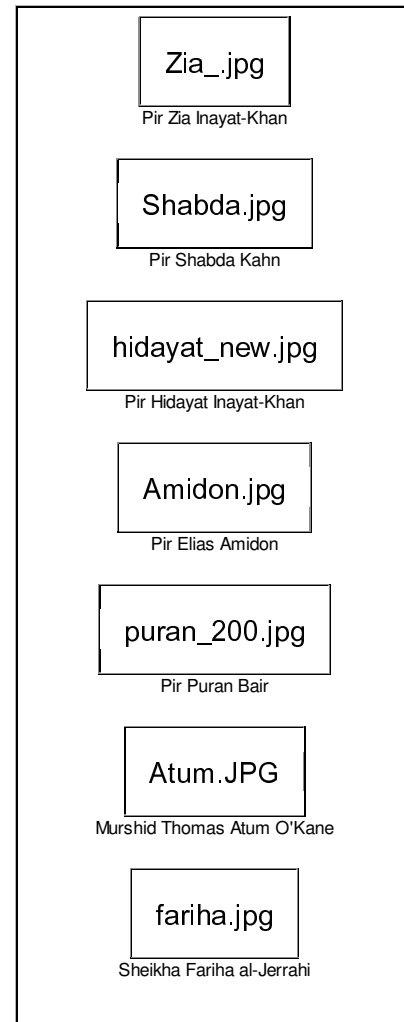 Zia_.jpg
Pir Zia Inayat-Khan
Shabda.jpg
Pir Shabda Kahn
hidayat_new.jpg
Pir Hidayat Inayat-Khan
Amidon.jpg
Pir Elias Amidon
puran_200.jpg
Pir Puran Bair
Atum.JPG
Murshid Thomas Atum O'Kane
fariha.jpg
Sheikha Fariha al-Jerrahi